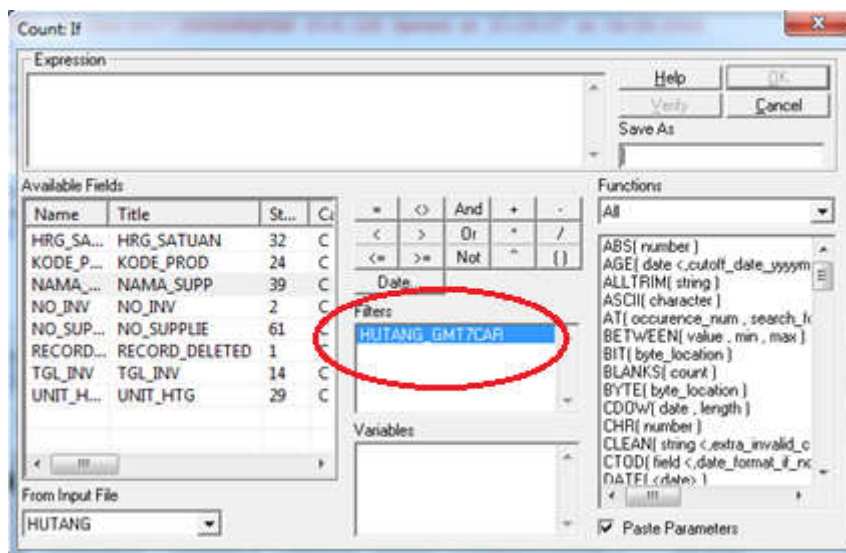 Count: If
Expression
Help
OK
Verify
Cancel
Save As
Available Fields
Name Title St... Ca
HRG_SA... HRG_SATUAN 32 C
KODE_P... KODE_PROD 24 C
NAMA_... NAMA_SUPP 39 C
NO_INV NO_INV 2 C
NO_SUP... NO_SUPPLIE 61 C
RECORD... RECORD_DELETED 1 C
TGL_INV TGL_INV 14 C
UNIT_H... UNIT_HTG 29 C
From Input File
HUTANG
= <> And + -
< > Or * /
<= >= Not ^ ( )
Date...
Filters
HUTANG_GMT7CAR
Variables
Functions
All
ABS( number )
AGE( date <,cutoff_date_yyyym
ALLTRIM( string )
ASCII( character )
AT( occurence_num , search_fo
BETWEEN( value , min , max )
BIT( byte_location )
BLANKS( count )
BYTE( byte_location )
CDOW( date , length )
CHR( number )
CLEAN( string <,extra_invalid_c
CTOD( field <,date_format_if_nc
DATE( <date> )
Paste Parameters